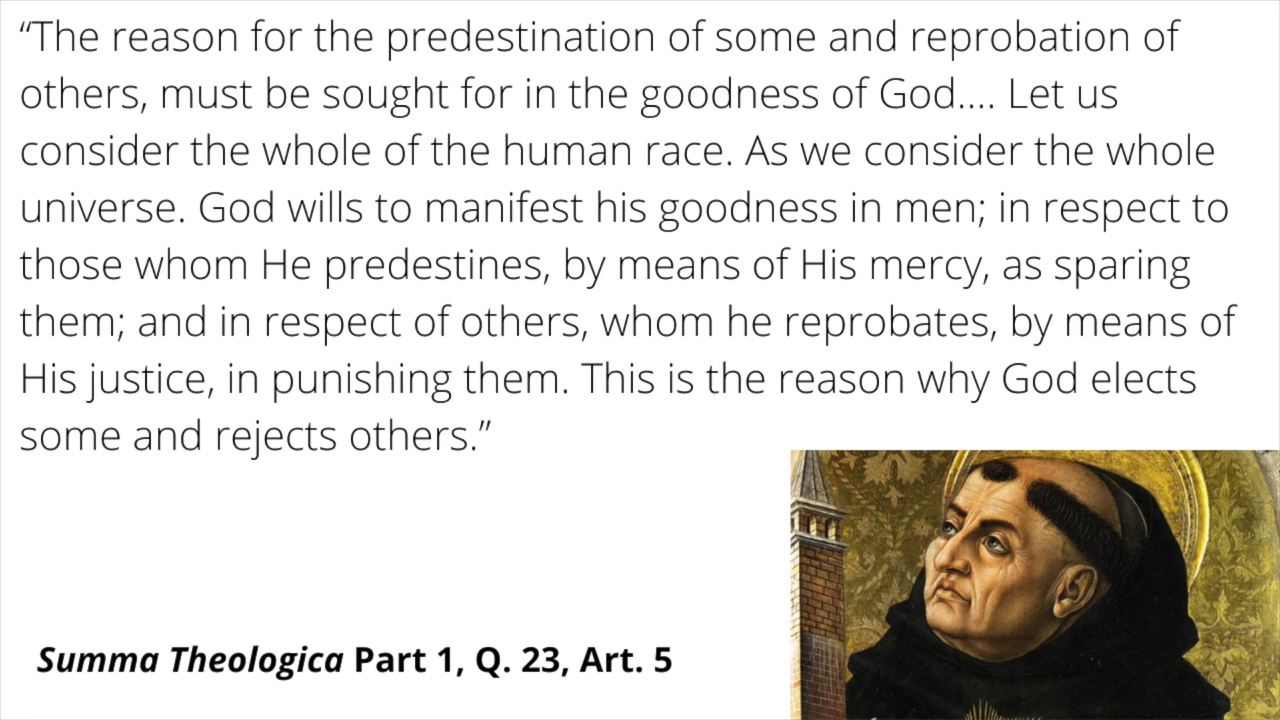 “The reason for the predestination of some and reprobation of
others, must be sought for in the goodness of God.... Let us
consider the whole of the human race. As we consider the whole
universe. God wills to manifest his goodness in men; in respect to
those whom He predestines, by means of His mercy, as sparing
them; and in respect of others, whom he reprobates, by means of
His justice, in punishing them. This is the reason why God elects
some and rejects others.”
Summa Theologica Part 1, Q. 23, Art. 5